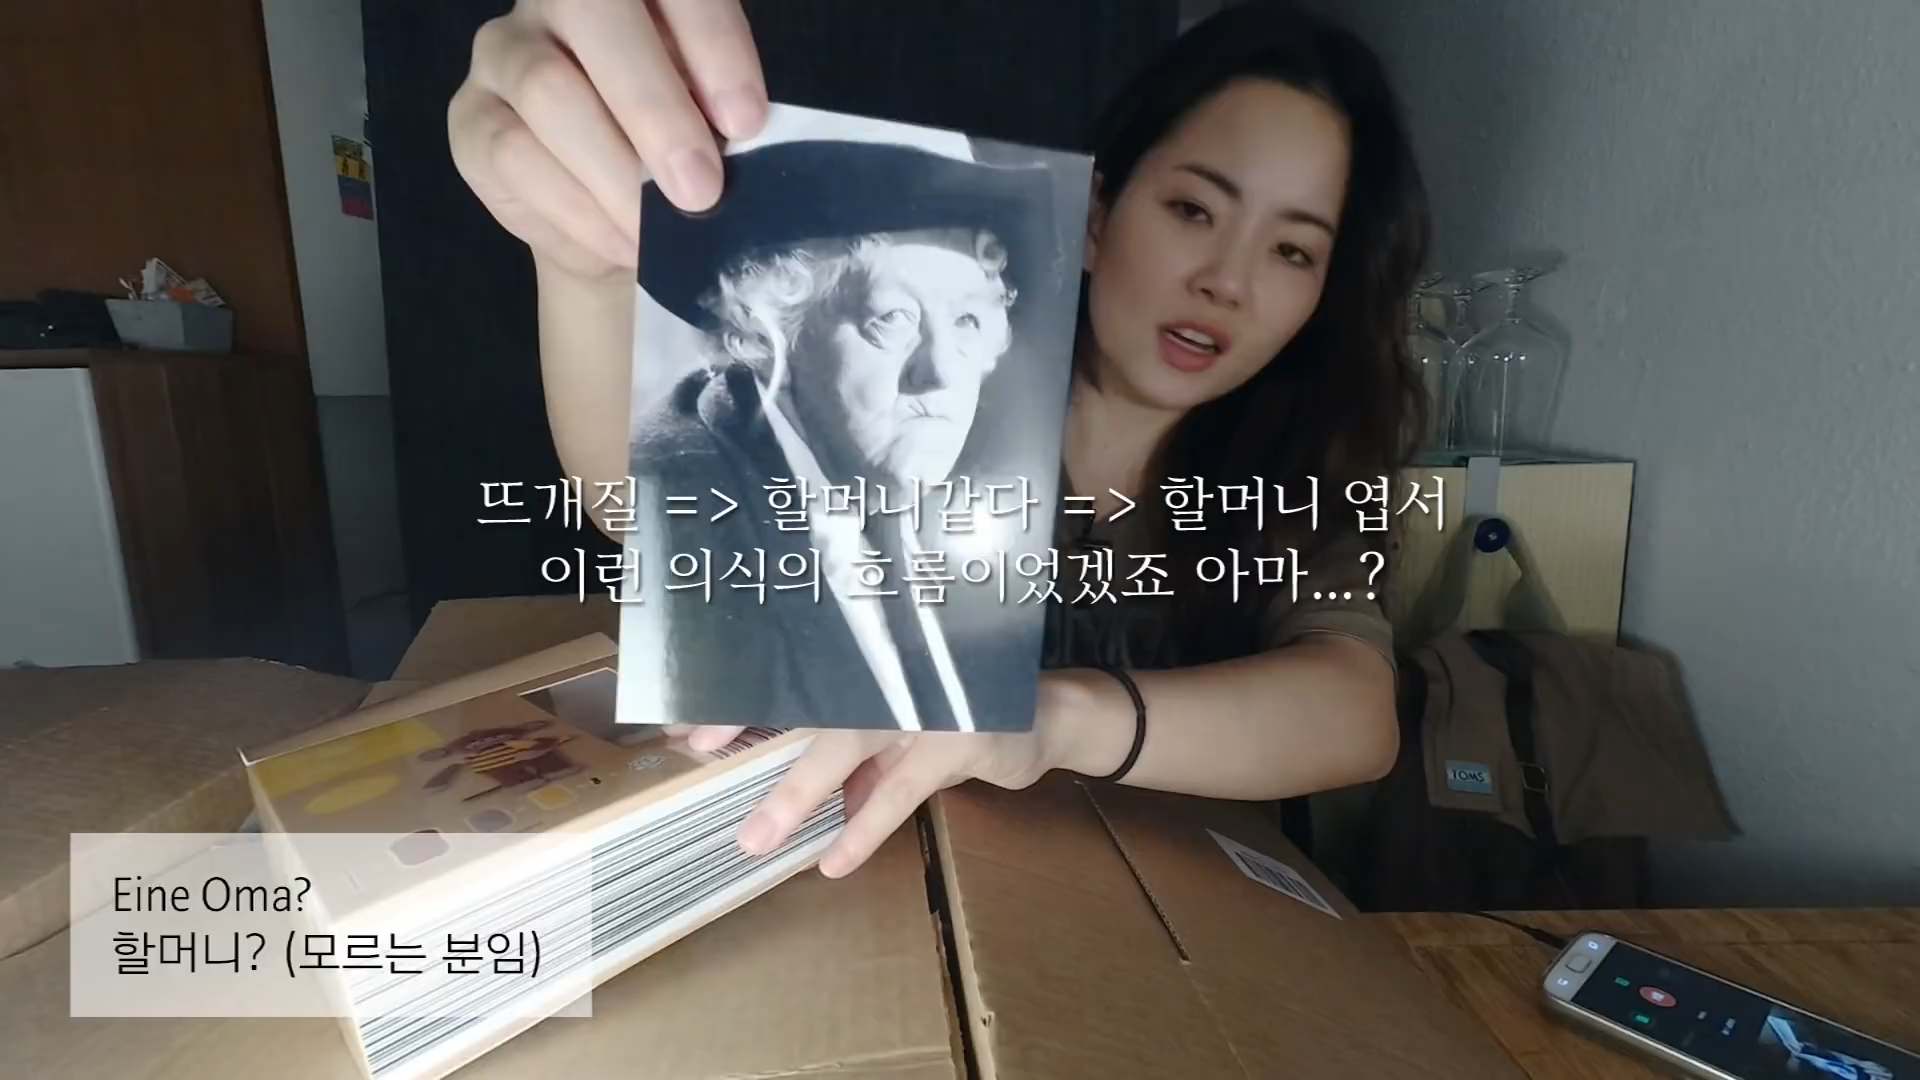 뜨개질 => 할머니같다 => 할머니 엽서
이런 의식의 흐름이었겠죠 아마...?
TOMS
Eine Oma?
할머니? (모르는 분임)